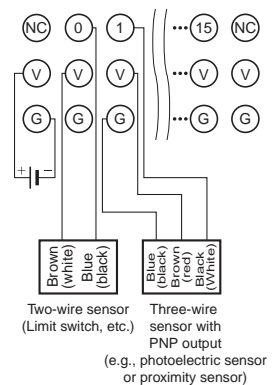 NC 0 1 ••• 15 NC
V V V ••• V V
G G G ••• G G
+ −
Brown
(white)
Blue
(black)
Blue
(black)
Brown
(red)
Black
(White)
Two-wire sensor
(Limit switch, etc.)
Three-wire
sensor with
PNP output
(e.g., photoelectric sensor
or proximity sensor)